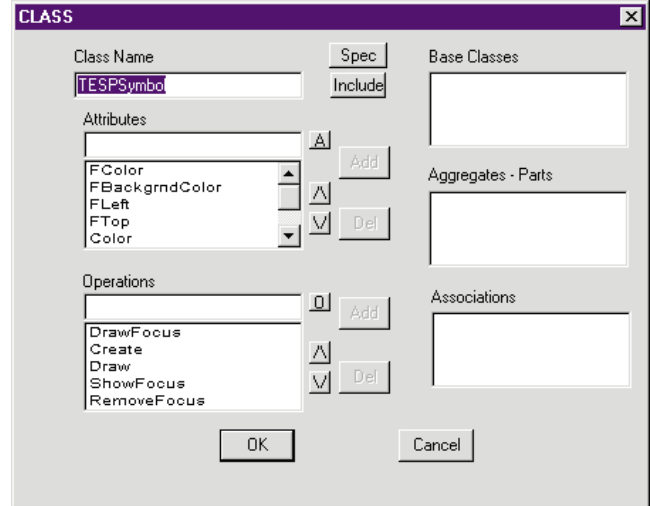 CLASS
Class Name
Spec
Base Classes
TESPSymbol
Include
Attributes
A
Add
FColor
FBackgrndColor
FLeft
FTop
Color
/\
\/
Del
Aggregates - Parts
Operations
O
Add
Associations
DrawFocus
Create
Draw
ShowFocus
RemoveFocus
/\
\/
Del
OK
Cancel